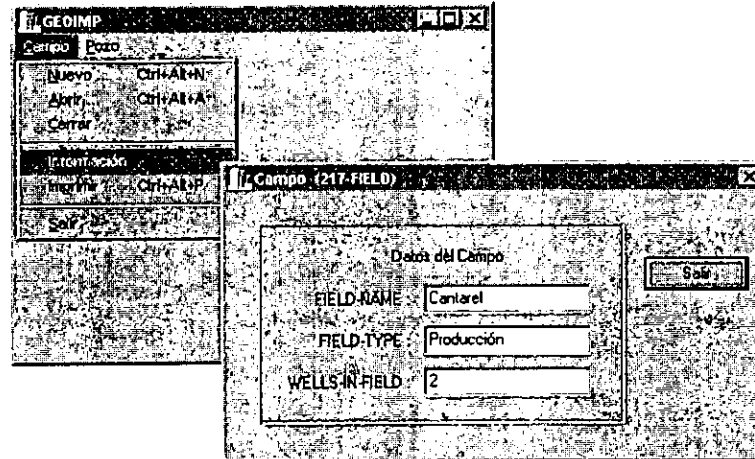 GEOIMP
Campo Pozo
Nuevo Ctrl+Alt+N
Abrir Ctrl+Alt+A
Cerrar
Información
Imprimir Ctrl+Alt+P
Salir
Campo (217-FIELD)
Datos del Campo
Salir
FIELD-NAME : Cantarel
FIELD-TYPE : Producción
WELLS-IN-FIELD : 2